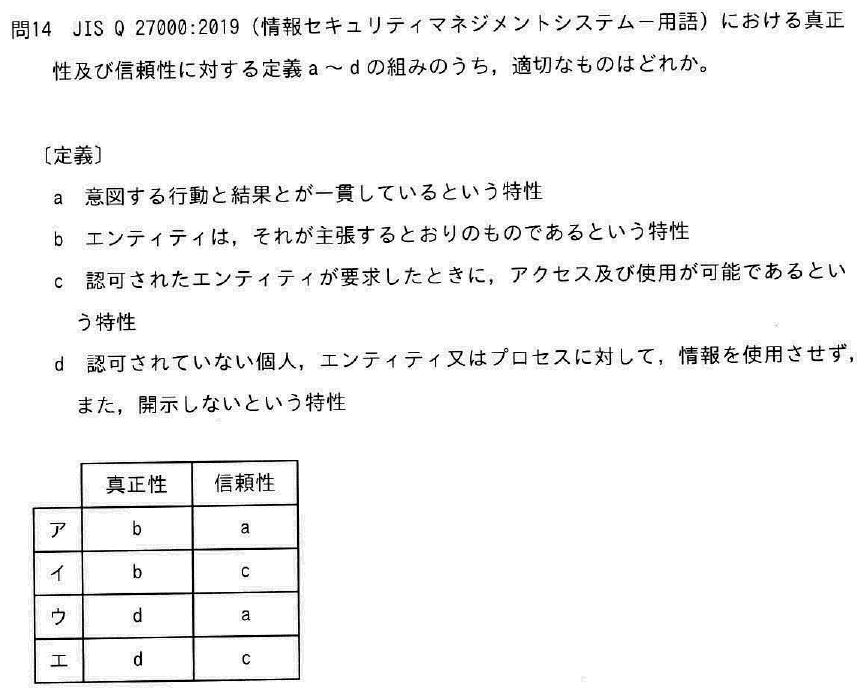 問14 JIS Q 27000:2019(情報セキュリティマネジメントシステム－用語)における真正
性及び信頼性に対する定義a～dの組みのうち，適切なものはどれか。
〔定義〕
a 意図する行動と結果とが一貫しているという特性
b エンティティは，それが主張するとおりのものであるという特性
c 認可されたエンティティが要求したときに，アクセス及び使用が可能であるとい
う特性
d 認可されていない個人，エンティティ又はプロセスに対して，情報を使用させず，
また，開示しないという特性
真正性 信頼性
ア b a
イ b c
ウ d a
エ d c